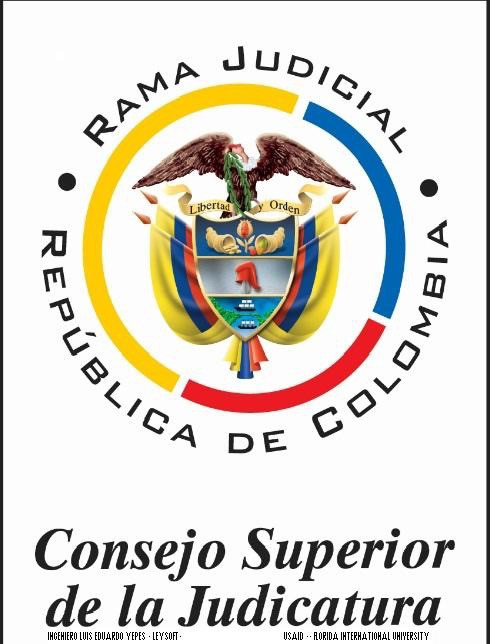 RAMA JUDICIAL
Libertad y Orden
REPÚBLICA DE COLOMBIA
Consejo Superior
de la Judicatura
INGENIERO LUIS EDUARDO YEPES - LEYSOFT- USAID - - FLORIDA INTERNATIONAL UNIVERSITY